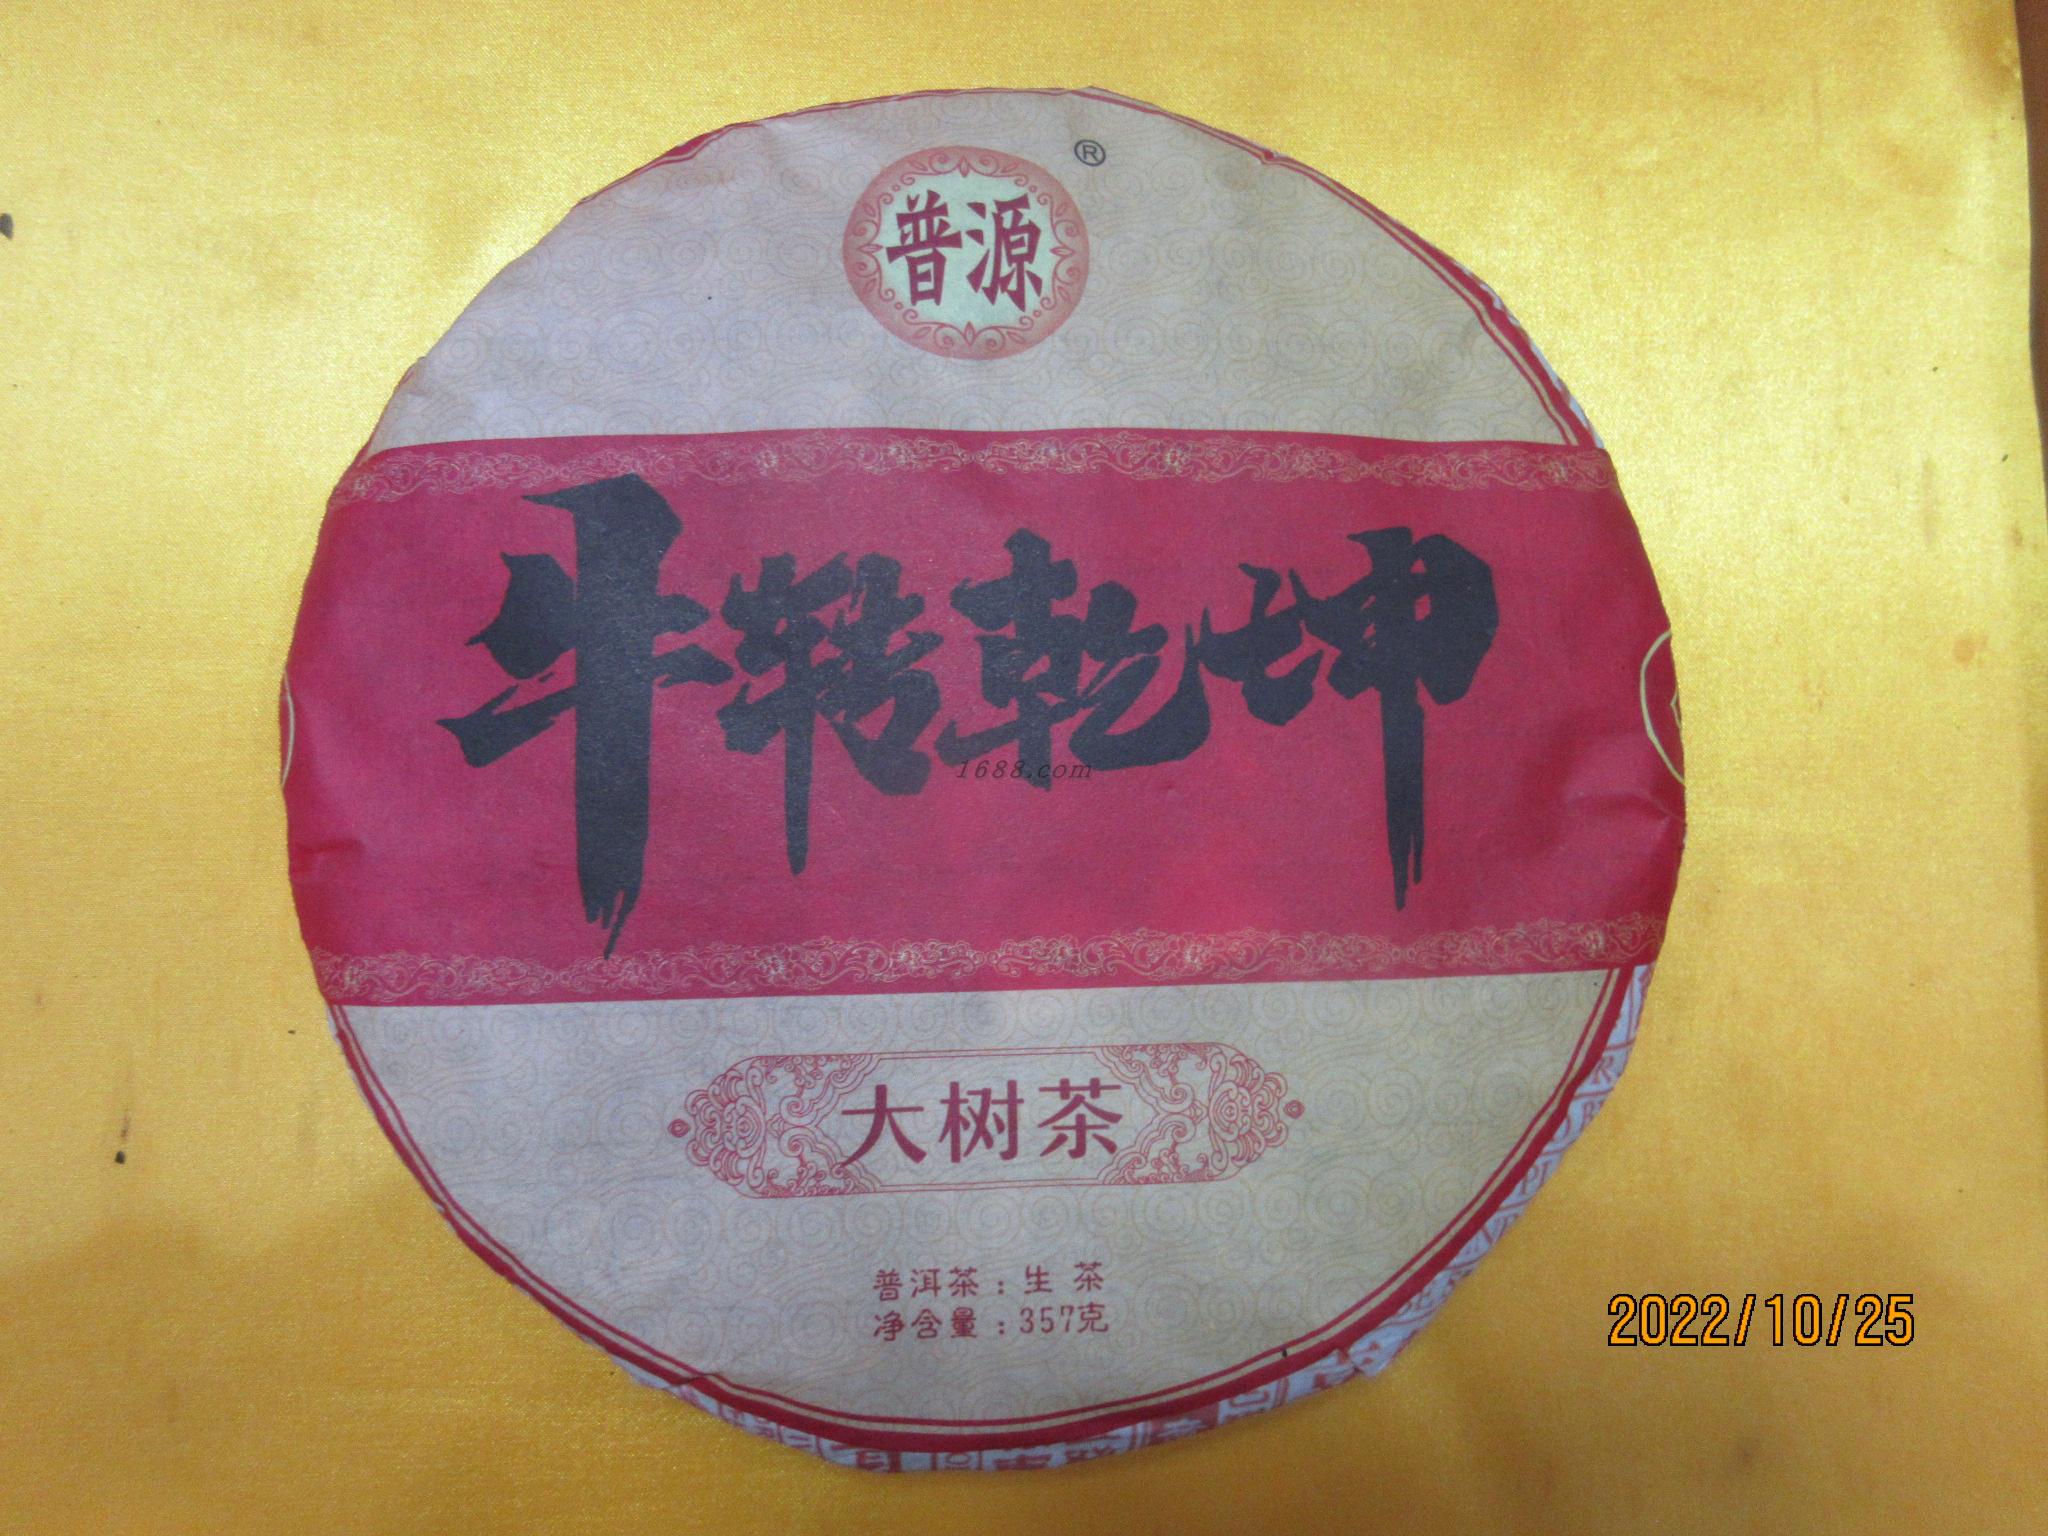 普源 ®
牛转乾坤
1688.com
大树茶
普洱茶：生 茶
净含量：357克
2022/10/25